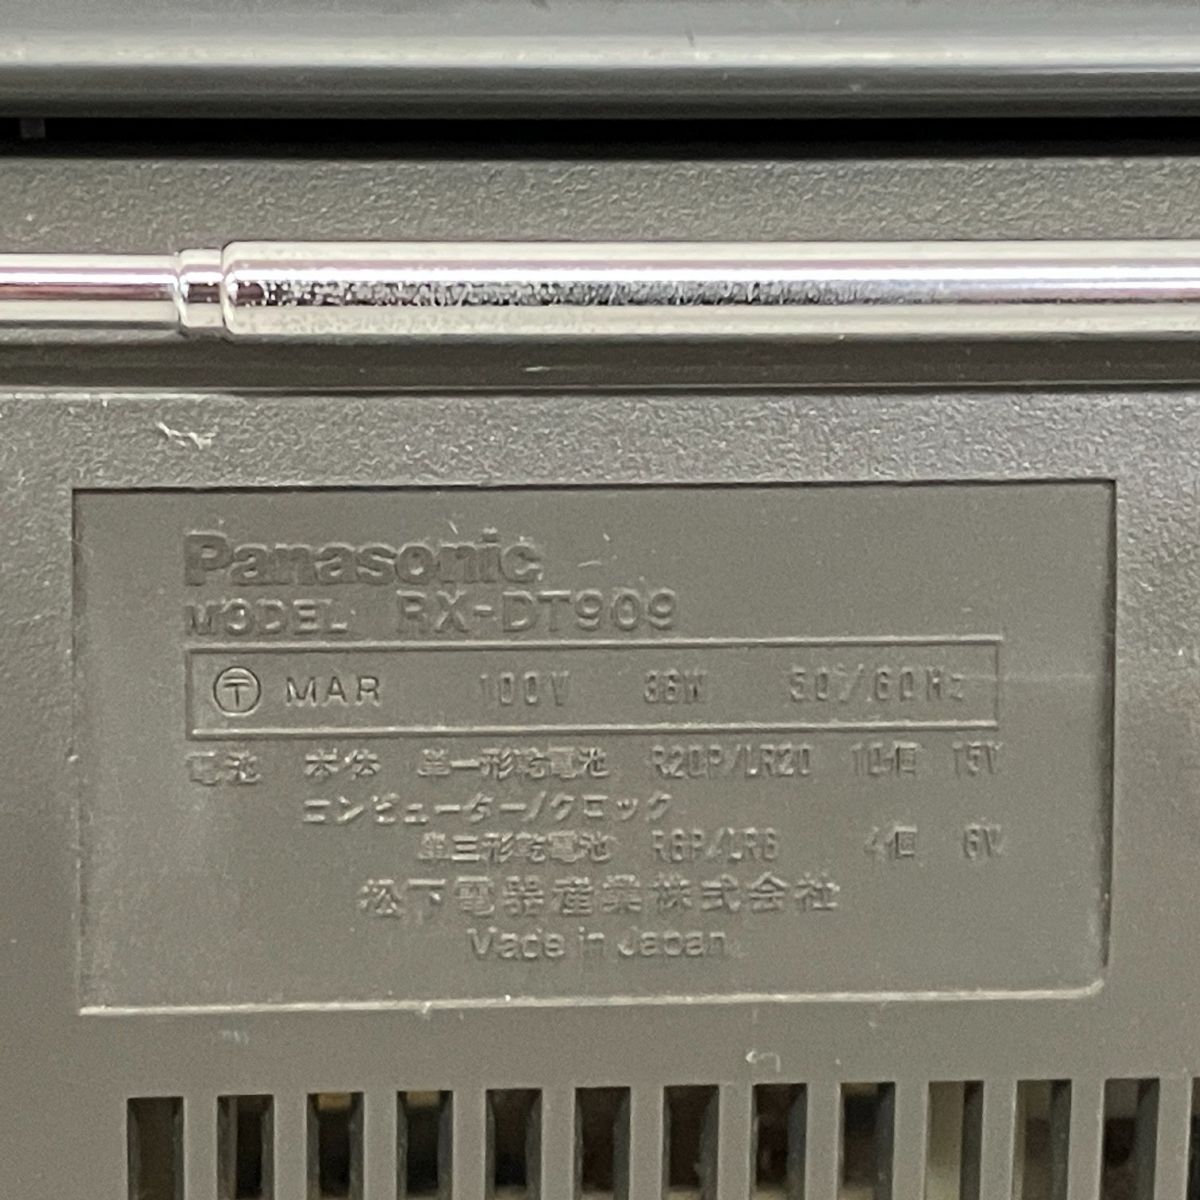 Panasonic
MODEL RX-DT909
〒 MAR 100V 36W 50/60Hz
電池 本体 単一形乾電池 R20P/LR20 10個 15V
コンピューター/クロック
単三形乾電池 R6P/LR6 4個 6V
松下電器産業株式会社
Made in Japan